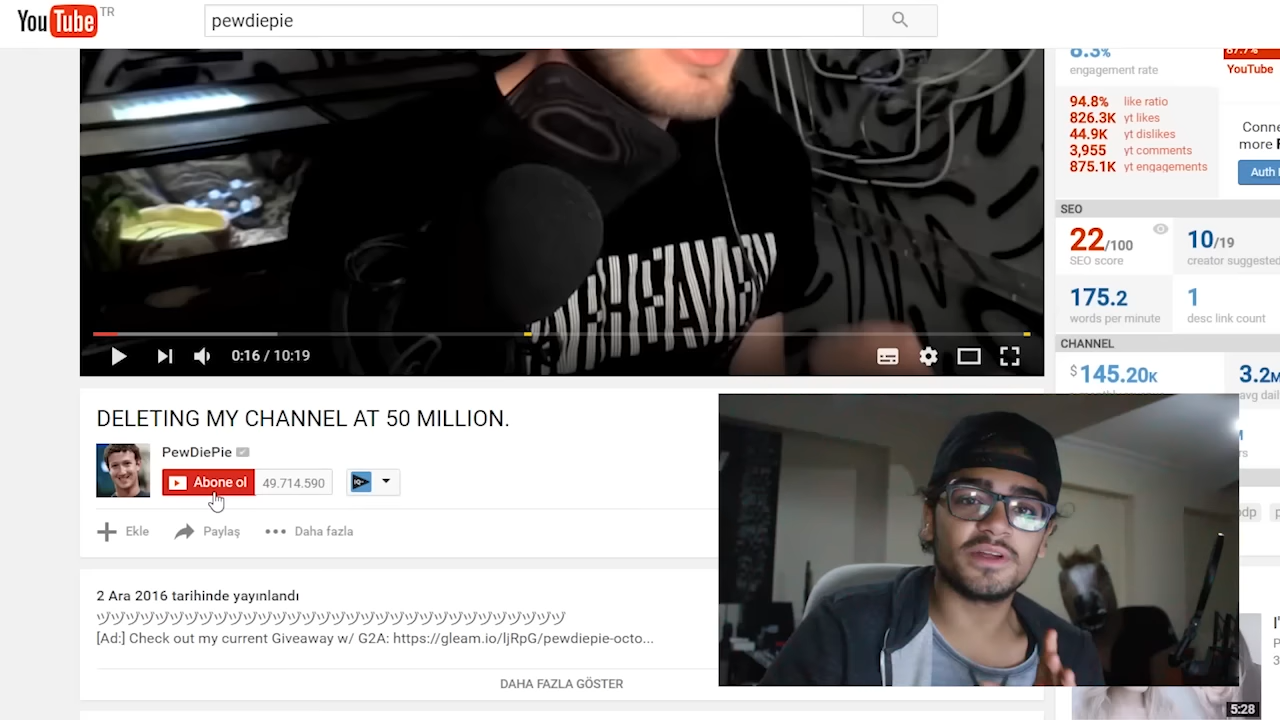 YouTube TR
pewdiepie
6.3%
engagement rate
87.7%
YouTube
94.8% like ratio
826.3K yt likes
44.9K yt dislikes
3,955 yt comments
875.1K yt engagements
Conne
more
Auth
SEO
22/100
SEO score
10/19
creator suggested
175.2
words per minute
1
desc link count
CHANNEL
$145.20K
3.2M
avg dail
0:16 / 10:19
DELETING MY CHANNEL AT 50 MILLION.
PewDiePie
Abone ol 49.714.590
Ekle Paylaş Daha fazla
2 Ara 2016 tarihinde yayınlandı
[Ad:] Check out my current Giveaway w/ G2A: https://gleam.io/IjRpG/pewdiepie-octo...
DAHA FAZLA GÖSTER
5:28